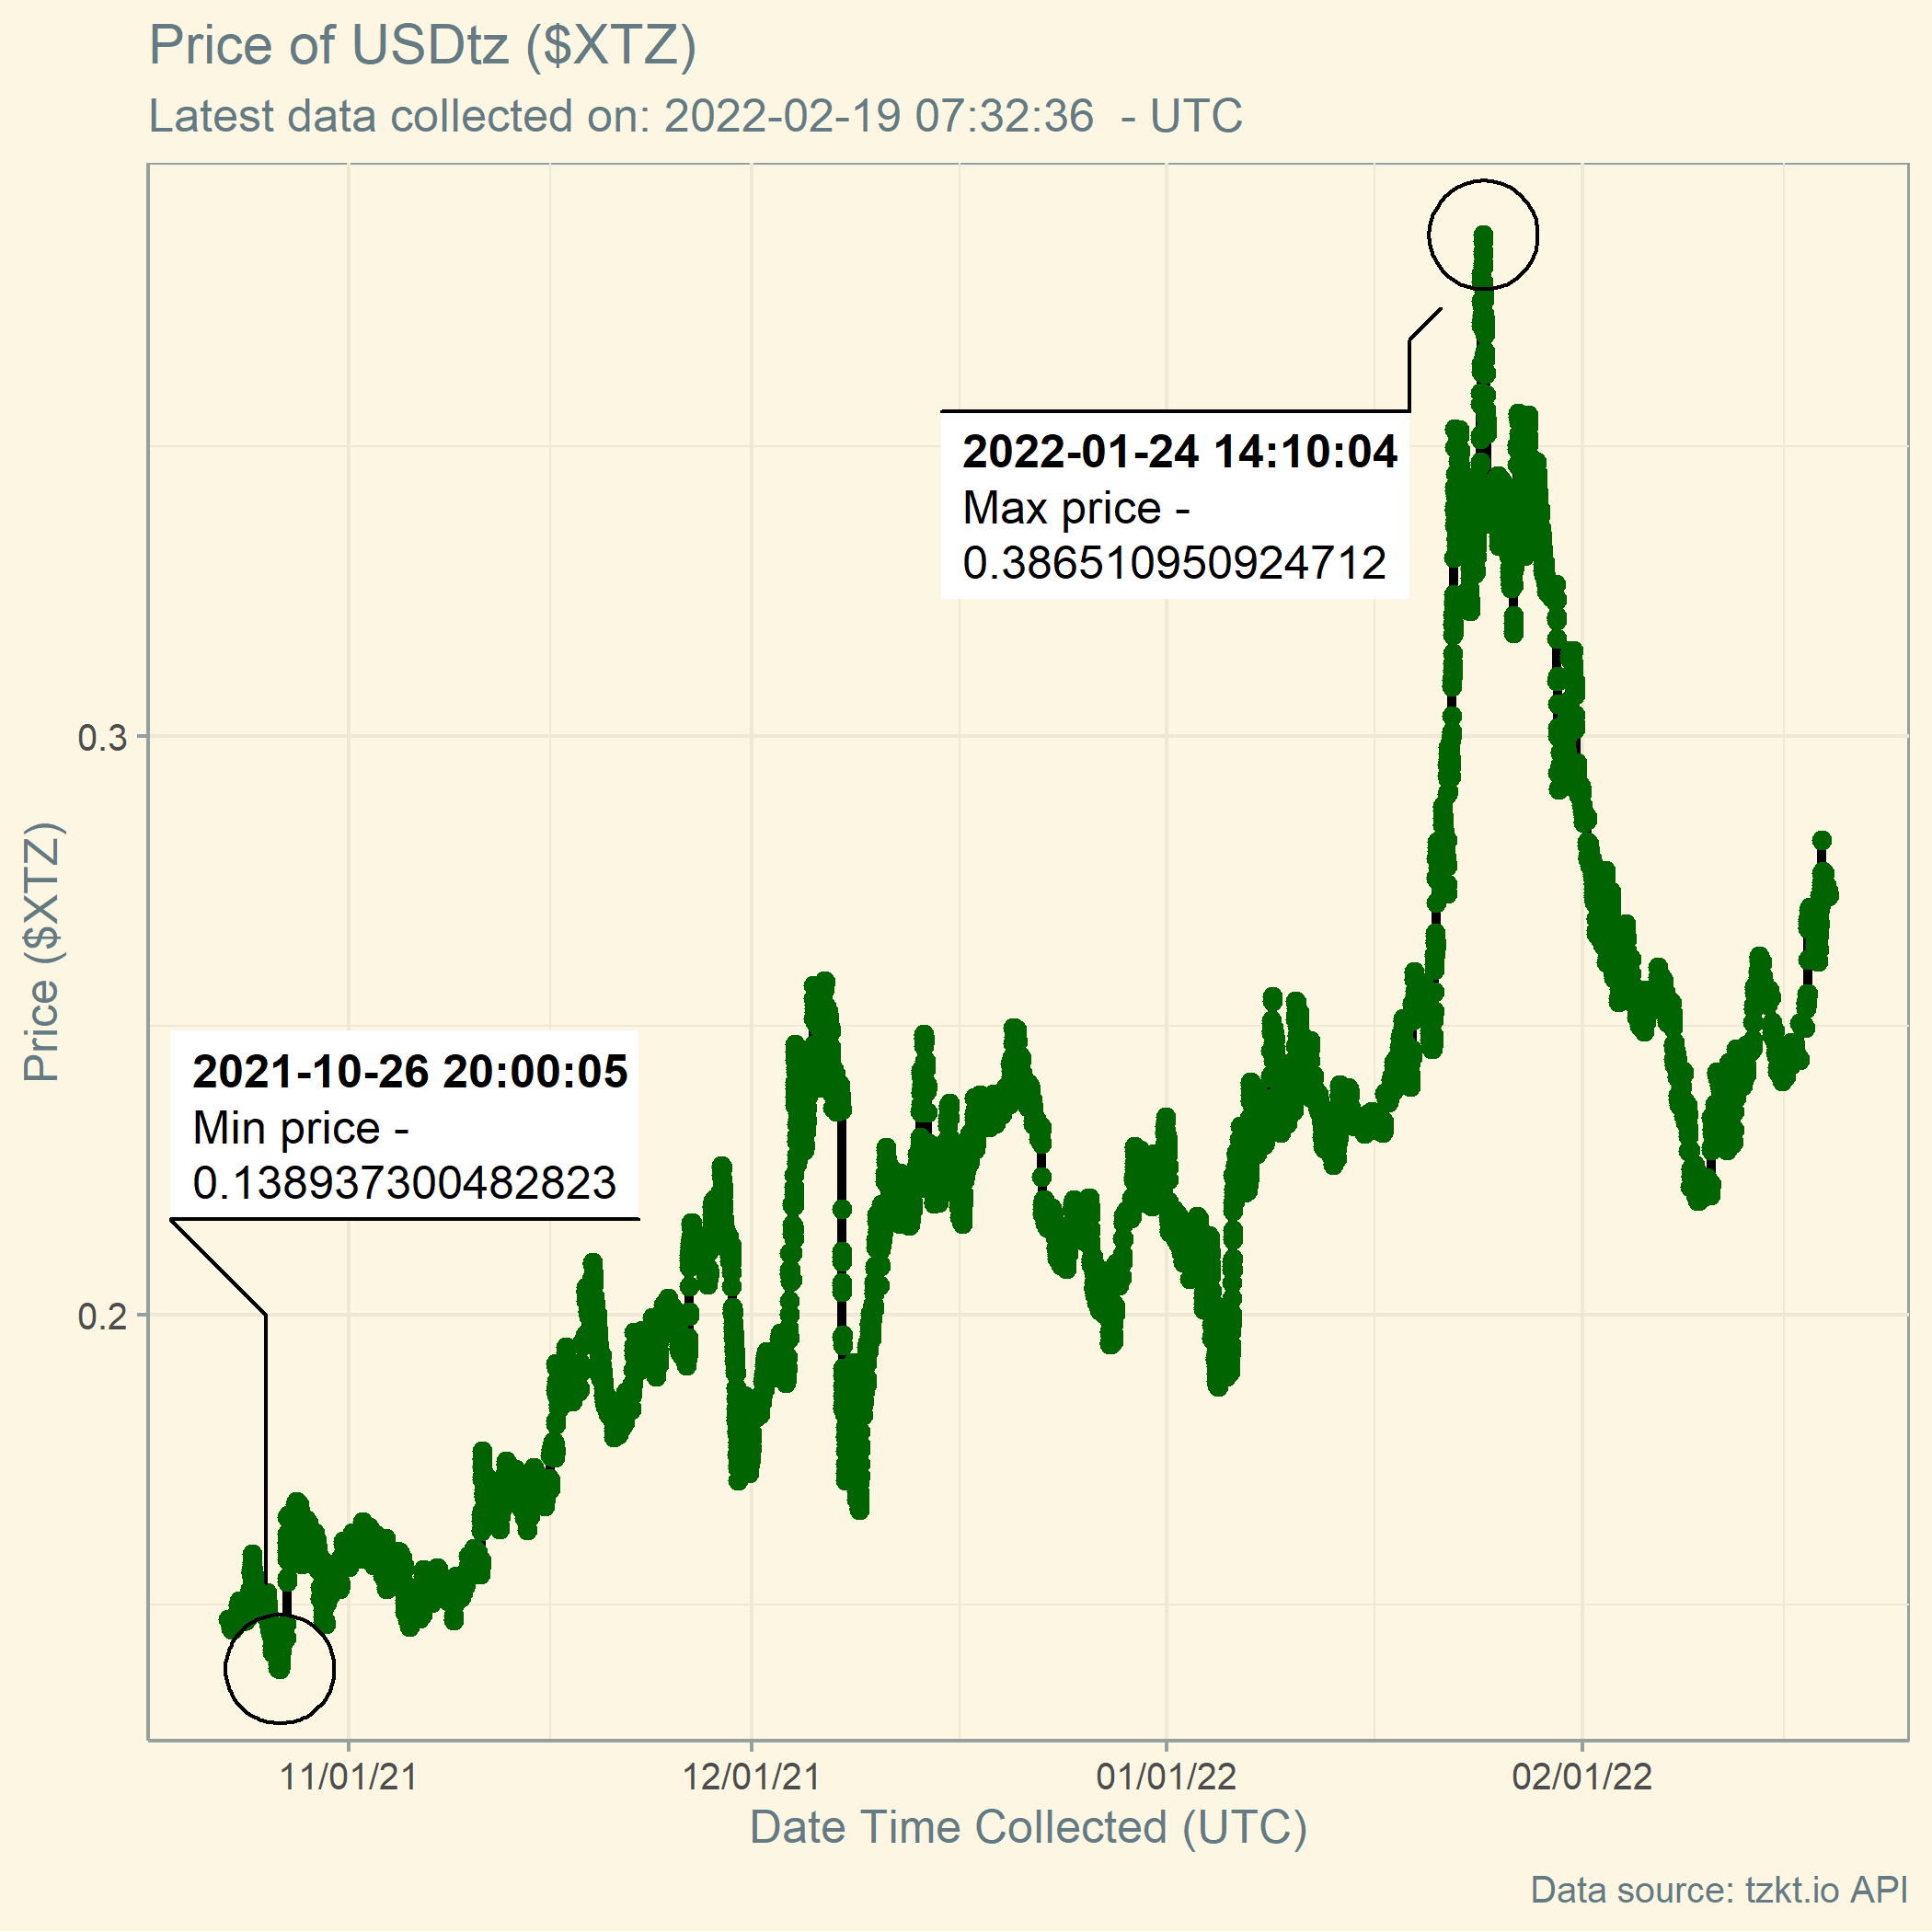 Price of USDtz ($XTZ)
Latest data collected on: 2022-02-19 07:32:36  - UTC
2022-01-24 14:10:04
Max price -
0.386510950924712
0.3
Price ($XTZ)
2021-10-26 20:00:05
Min price -
0.138937300482823
0.2
11/01/21
12/01/21
01/01/22
02/01/22
Date Time Collected (UTC)
Data source: tzkt.io API